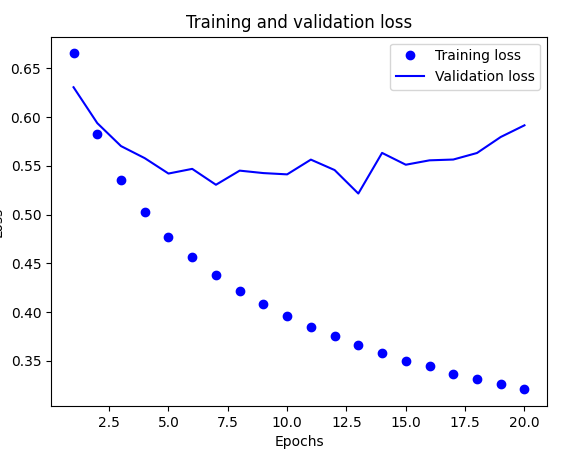 Training and validation loss
Training loss
Validation loss
0.65
0.60
0.55
0.50
0.45
0.40
0.35
2.5 5.0 7.5 10.0 12.5 15.0 17.5 20.0
Epochs